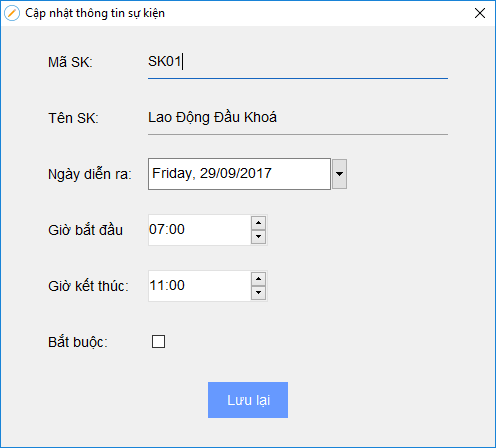 Cập nhật thông tin sự kiện
Mã SK: SK01
Tên SK: Lao Động Đầu Khoá
Ngày diễn ra: Friday, 29/09/2017
Giờ bắt đầu 07:00
Giờ kết thúc: 11:00
Bắt buộc:
Lưu lại